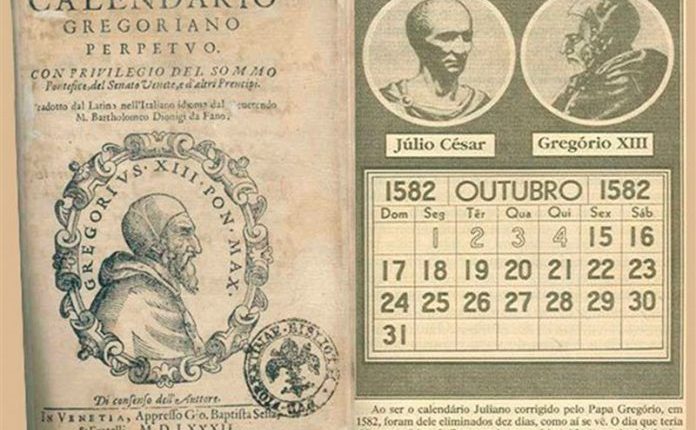 CALENDARIO
GREGORIANO
PERPETVO.
CON PRIVILEGIO DEL SOMMO
Pontefice, del Senato Veneto, e d'altri Prencipi.
Tradotto dal Latino nell'Italiano idioma dal Reuerendo
M. Bartholomeo Dionigi da Fano.
GREGORIVS · XIII · PON · MAX ·
Di consenso dell'Auttore.
IN VENETIA, Appresso Gio. Baptista Sessa,
M D LXXXII
Júlio César
Gregório XIII
1582 OUTUBRO 1582
Dom Seg Têr Qua Qui Sex Sáb
1 2 3 4 15 16
17 18 19 20 21 22 23
24 25 26 27 28 29 30
31
Ao ser o calendário Juliano corrigido pelo Papa Gregório, em
1582, foram dele eliminados dez dias, como aí se vê. O dia que teria